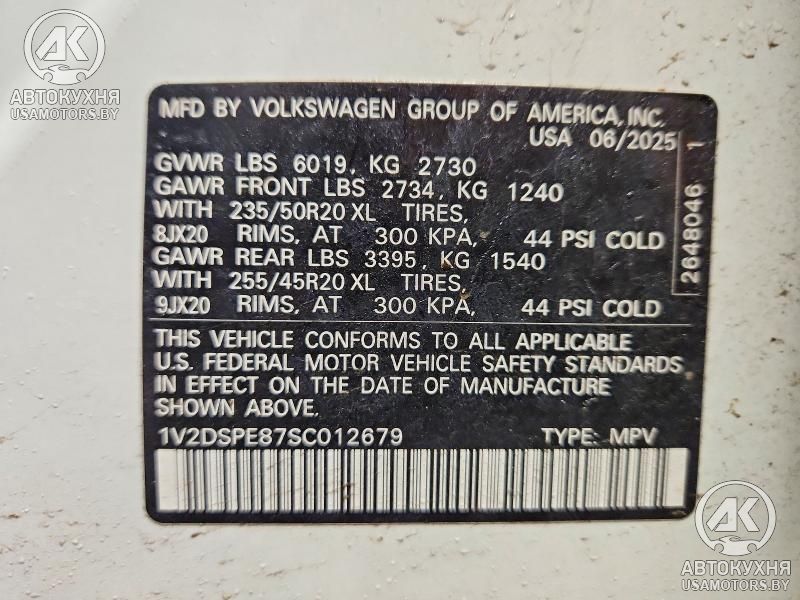 АК
АВТОКУХНЯ
USAMOTORS.BY
MFD BY VOLKSWAGEN GROUP OF AMERICA, INC.
USA 06/2025
GVWR LBS 6019, KG 2730
GAWR FRONT LBS 2734, KG 1240
WITH 235/50R20 XL TIRES,
8JX20 RIMS, AT 300 KPA, 44 PSI COLD
GAWR REAR LBS 3395, KG 1540
WITH 255/45R20 XL TIRES,
9JX20 RIMS, AT 300 KPA, 44 PSI COLD
2648046 1
THIS VEHICLE CONFORMS TO ALL APPLICABLE
U.S. FEDERAL MOTOR VEHICLE SAFETY STANDARDS
IN EFFECT ON THE DATE OF MANUFACTURE
SHOWN ABOVE.
1V2DSPE87SC012679 TYPE: MPV
АК
АВТОКУХНЯ
USAMOTORS.BY